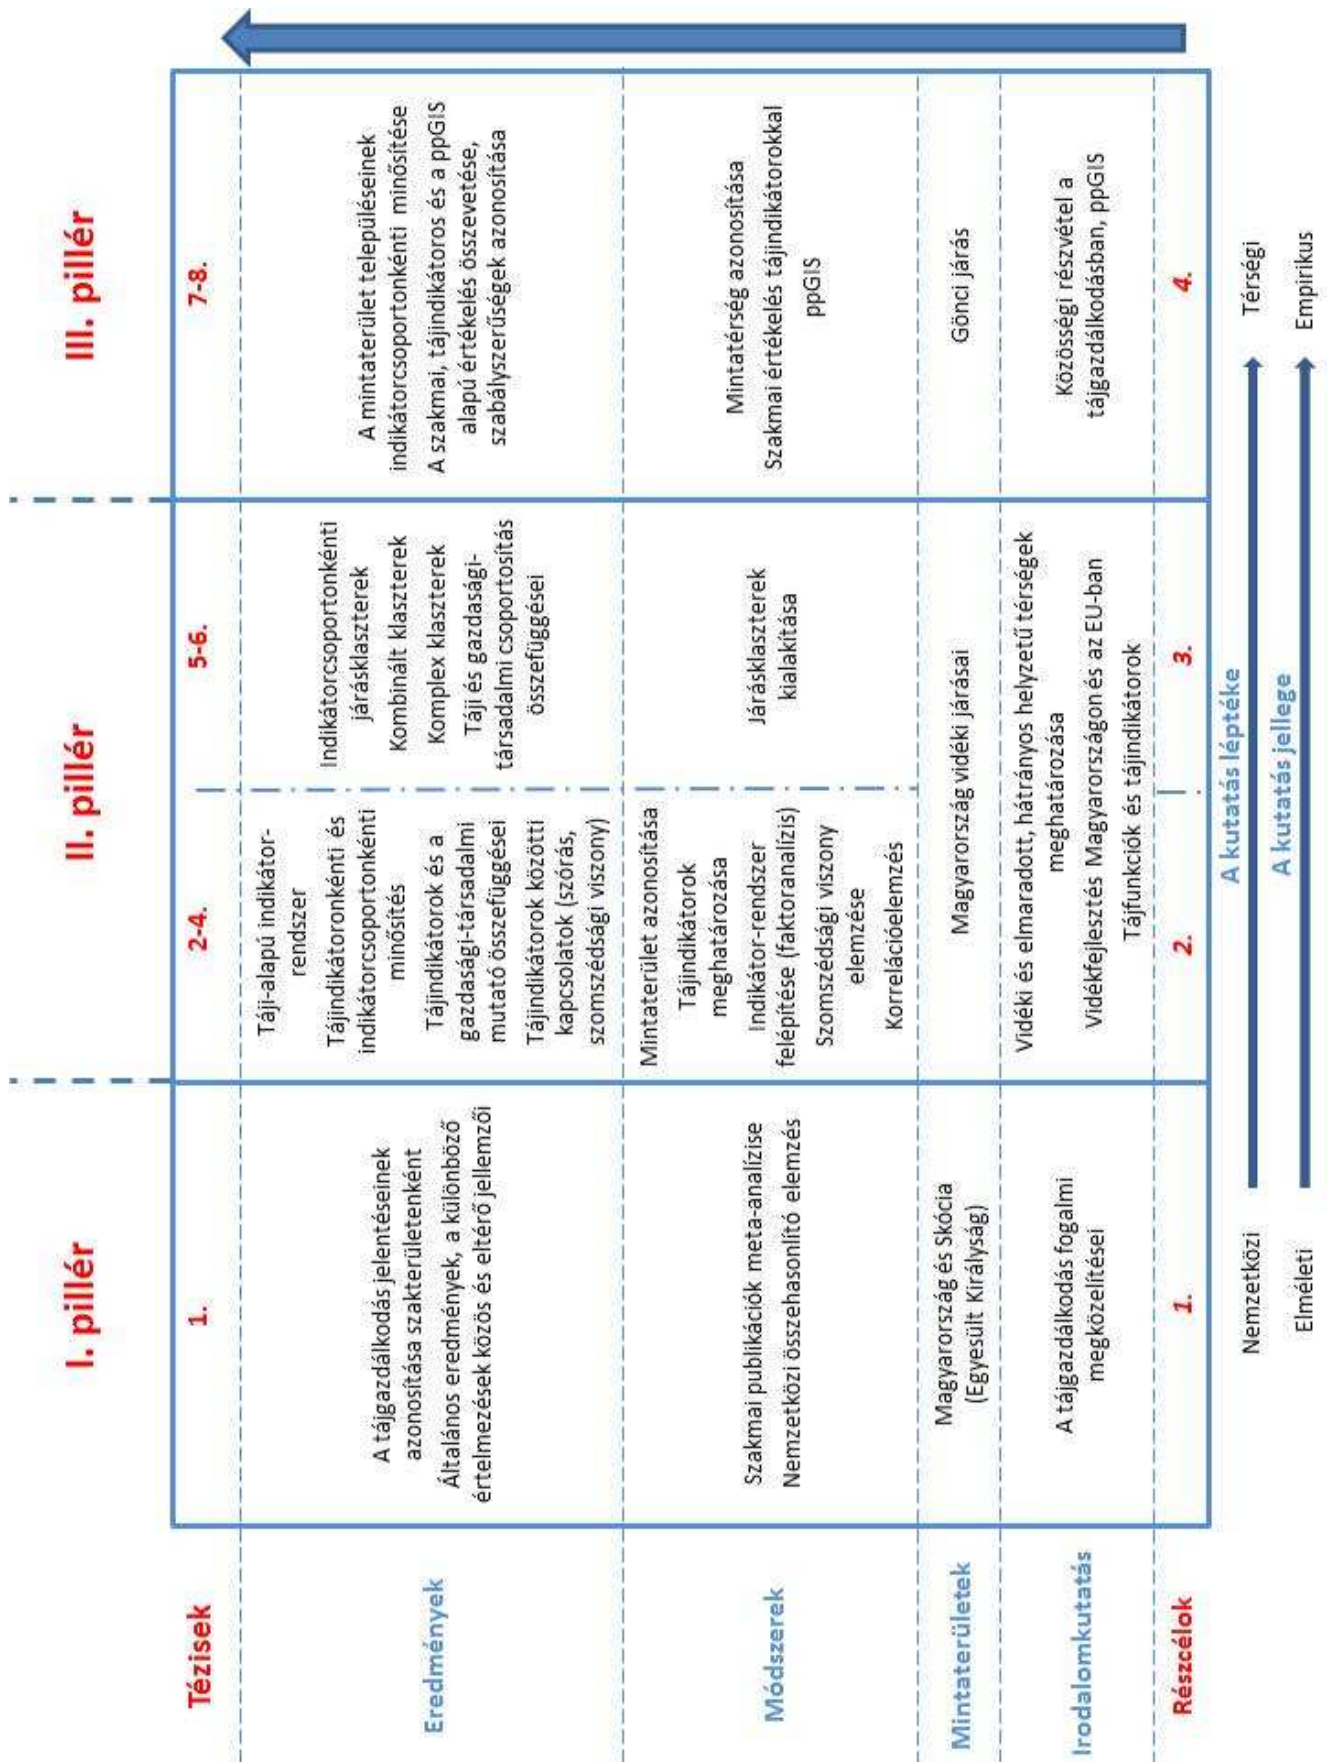 I. pillér
II. pillér
III. pillér
Tézisek
1.
2-4.
5-6.
7-8.
Eredmények
A tájgazdálkodás jelentéseinek
azonosítása szakterületenként
Általános eredmények, a különböző
értelmezések közös és eltérő jellemzői
Táji-alapú indikátor-
rendszer
Tájindikátoronkénti és
indikátorcsoportonkénti
minősítés
Tájindikátorok és a
gazdasági-társadalmi
mutató összefüggései
Tájindikátorok közötti
kapcsolatok (szórás,
szomszédsági viszony)
Indikátorcsoportonkénti
járásklaszterek
Kombinált klaszterek
Komplex klaszterek
Táji és gazdasági-
társadalmi csoportosítás
összefüggései
A mintaterület településeinek
indikátorcsoportonkénti minősítése
A szakmai, tájindikátoros és a ppGIS
alapú értékelés összevetése,
szabályszerűségek azonosítása
Módszerek
Szakmai publikációk meta-analízise
Nemzetközi összehasonlító elemzés
Mintaterület azonosítása
Tájindikátorok
meghatározása
Indikátor-rendszer
felépítése (faktoranalízis)
Szomszédsági viszony
elemzése
Korrelációelemzés
Járásklaszterek
kialakítása
Mintatérség azonosítása
Szakmai értékelés tájindikátorokkal
ppGIS
Mintaterületek
Magyarország és Skócia
(Egyesült Királyság)
Magyarország vidéki járásai
Gönci járás
Irodalomkutatás
A tájgazdálkodás fogalmi
megközelítései
Vidéki és elmaradott, hátrányos helyzetű térségek
meghatározása
Vidékfejlesztés Magyarországon és az EU-ban
Tájfunkciók és tájindikátorok
Közösségi részvétel a
tájgazdálkodásban, ppGIS
Részcélok
1.
2.
3.
4.
A kutatás léptéke
Nemzetközi
Térségi
A kutatás jellege
Elméleti
Empirikus